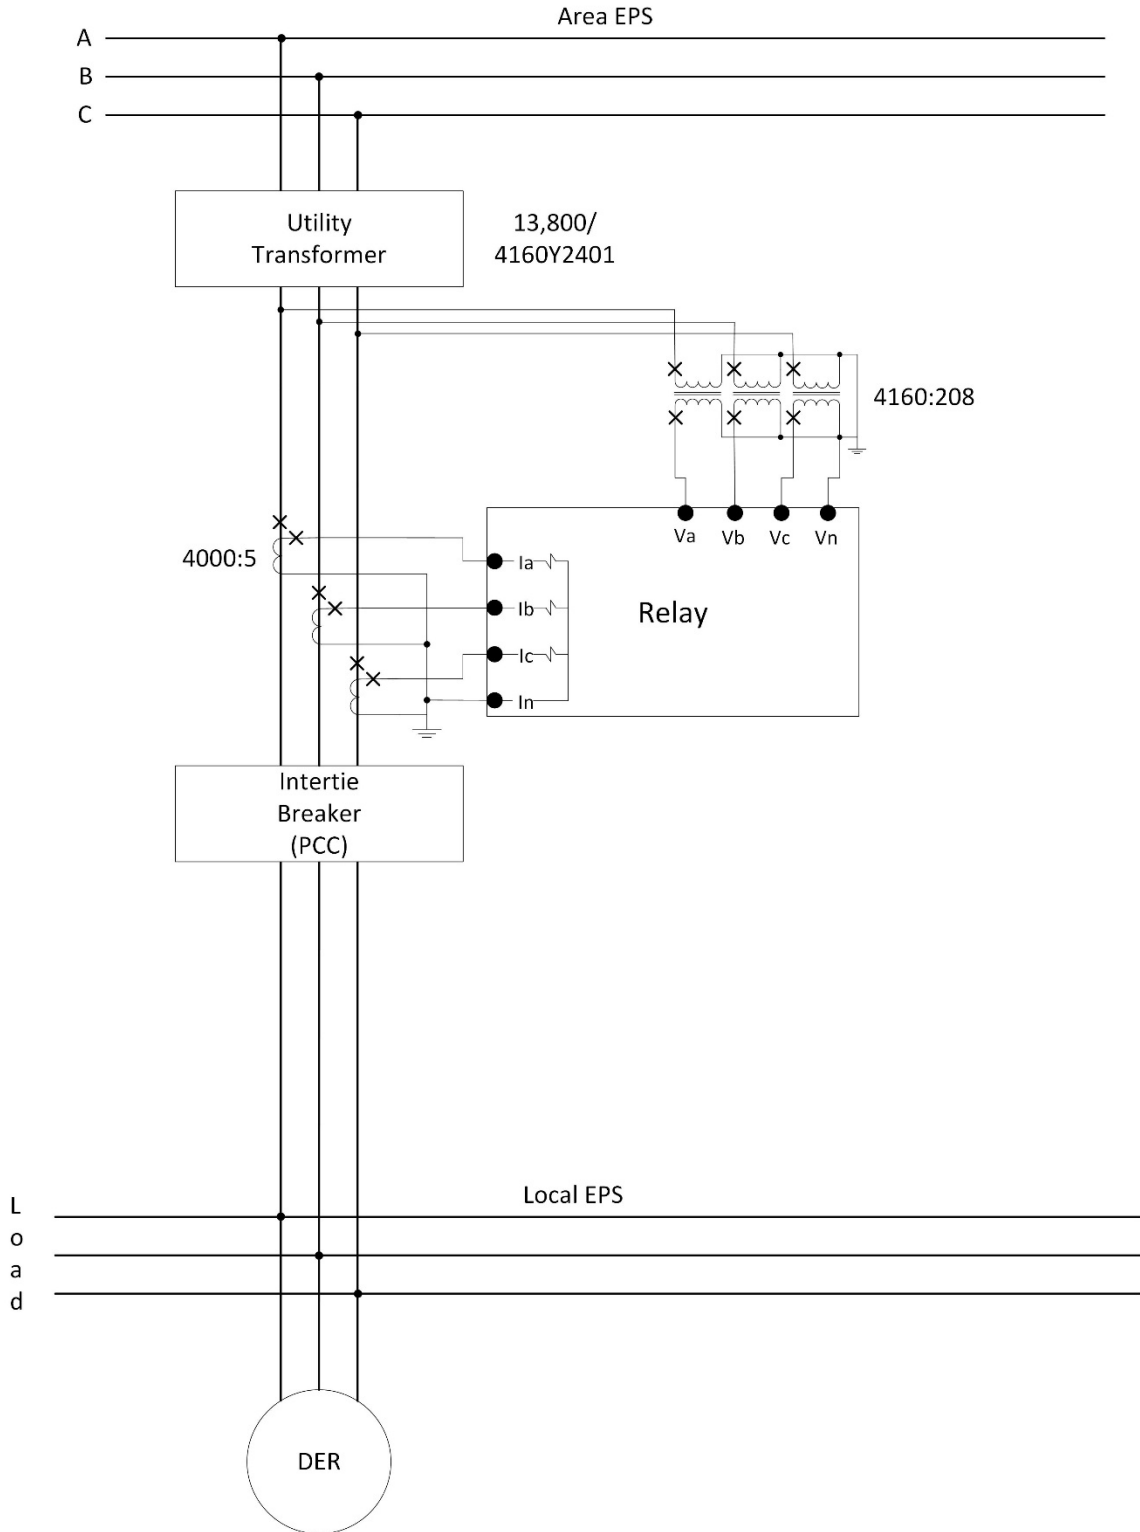 Area EPS
A
B
C
Utility
Transformer
13,800/
4160Y2401
4160:208
Va
Vb
Vc
Vn
4000:5
Ia
Ib
Ic
In
Relay
Intertie
Breaker
(PCC)
Local EPS
L
o
a
d
DER